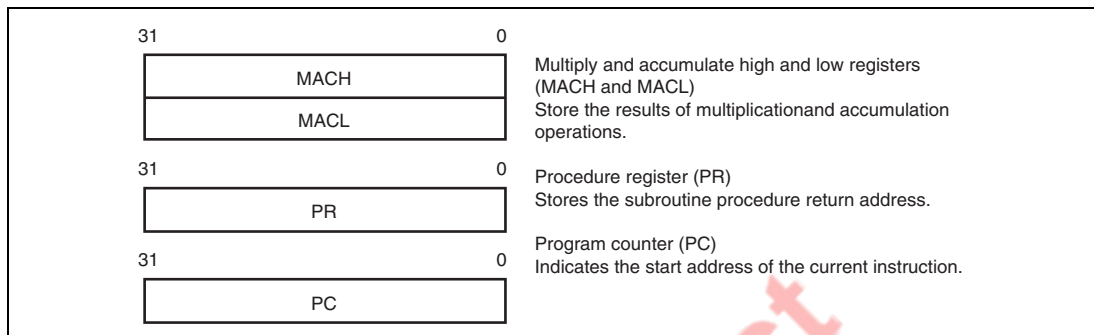 31 0
MACH
MACL
Multiply and accumulate high and low registers
(MACH and MACL)
Store the results of multiplicationand accumulation
operations.
31 0
PR
Procedure register (PR)
Stores the subroutine procedure return address.
31 0
PC
Program counter (PC)
Indicates the start address of the current instruction.